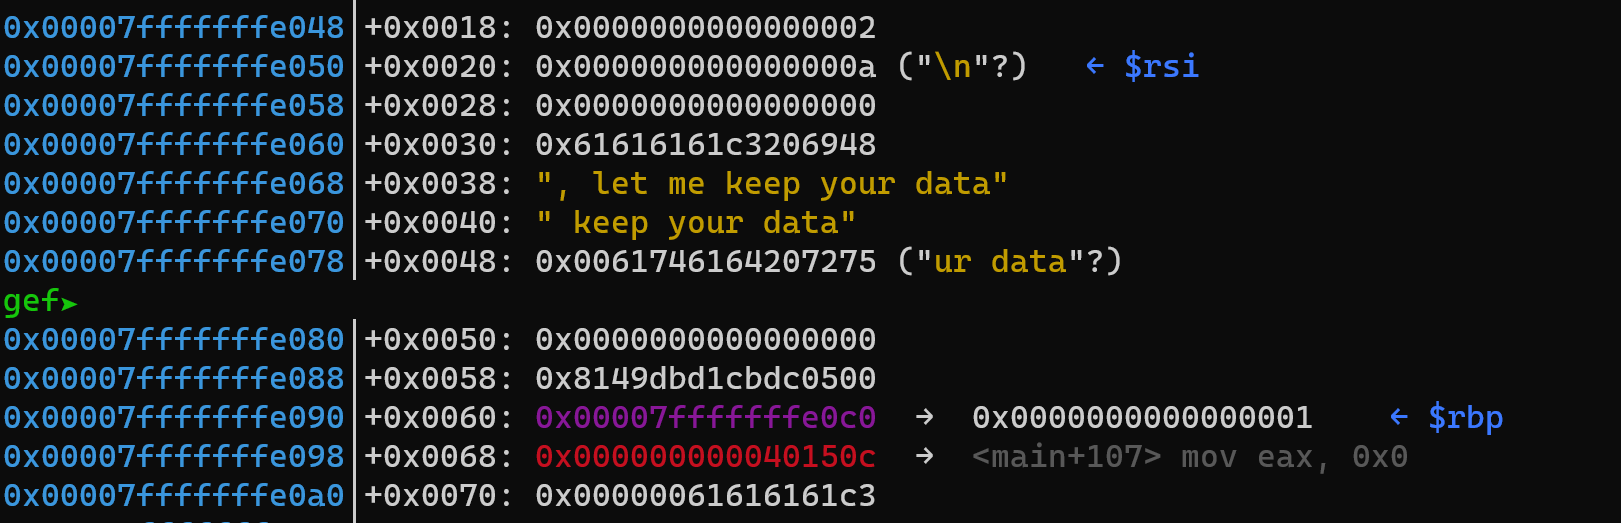 0x00007fffffffe048│+0x0018: 0x0000000000000002
0x00007fffffffe050│+0x0020: 0x000000000000000a ("\n"?)   ← $rsi
0x00007fffffffe058│+0x0028: 0x0000000000000000
0x00007fffffffe060│+0x0030: 0x61616161c3206948
0x00007fffffffe068│+0x0038: ", let me keep your data"
0x00007fffffffe070│+0x0040: " keep your data"
0x00007fffffffe078│+0x0048: 0x0061746164207275 ("ur data"?)
gef➤
0x00007fffffffe080│+0x0050: 0x0000000000000000
0x00007fffffffe088│+0x0058: 0x8149dbd1cbdc0500
0x00007fffffffe090│+0x0060: 0x00007fffffffe0c0  →  0x0000000000000001    ← $rbp
0x00007fffffffe098│+0x0068: 0x000000000040150c  →  <main+107> mov eax, 0x0
0x00007fffffffe0a0│+0x0070: 0x00000061616161c3